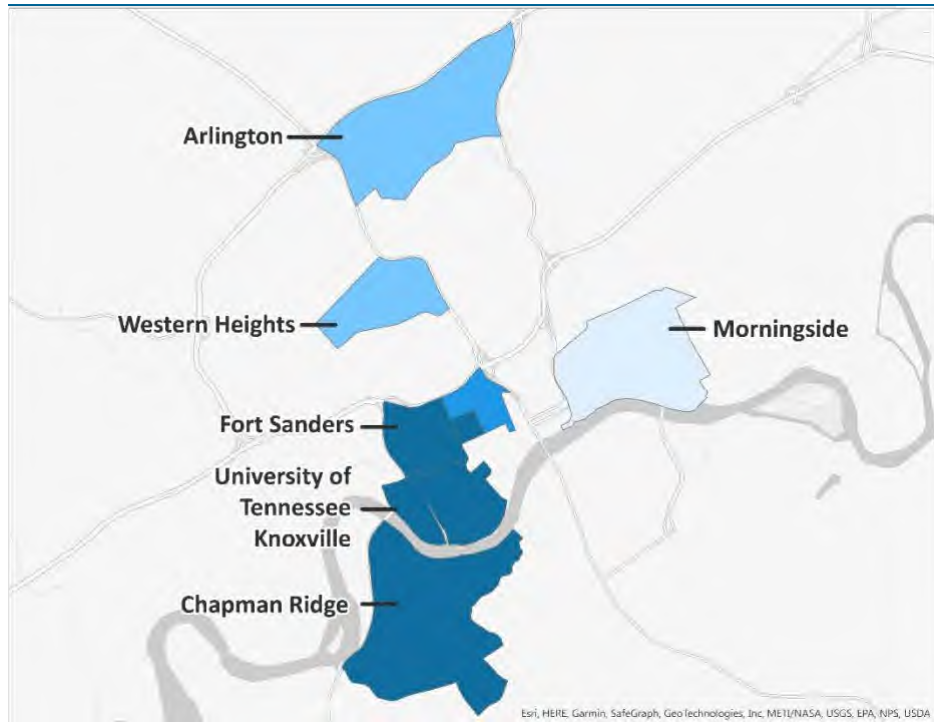 Arlington
Western Heights
Morningside
Fort Sanders
University of
Tennessee
Knoxville
Chapman Ridge
Esri, HERE, Garmin, SafeGraph, GeoTechnologies, Inc, METI/NASA, USGS, EPA, NPS, USDA